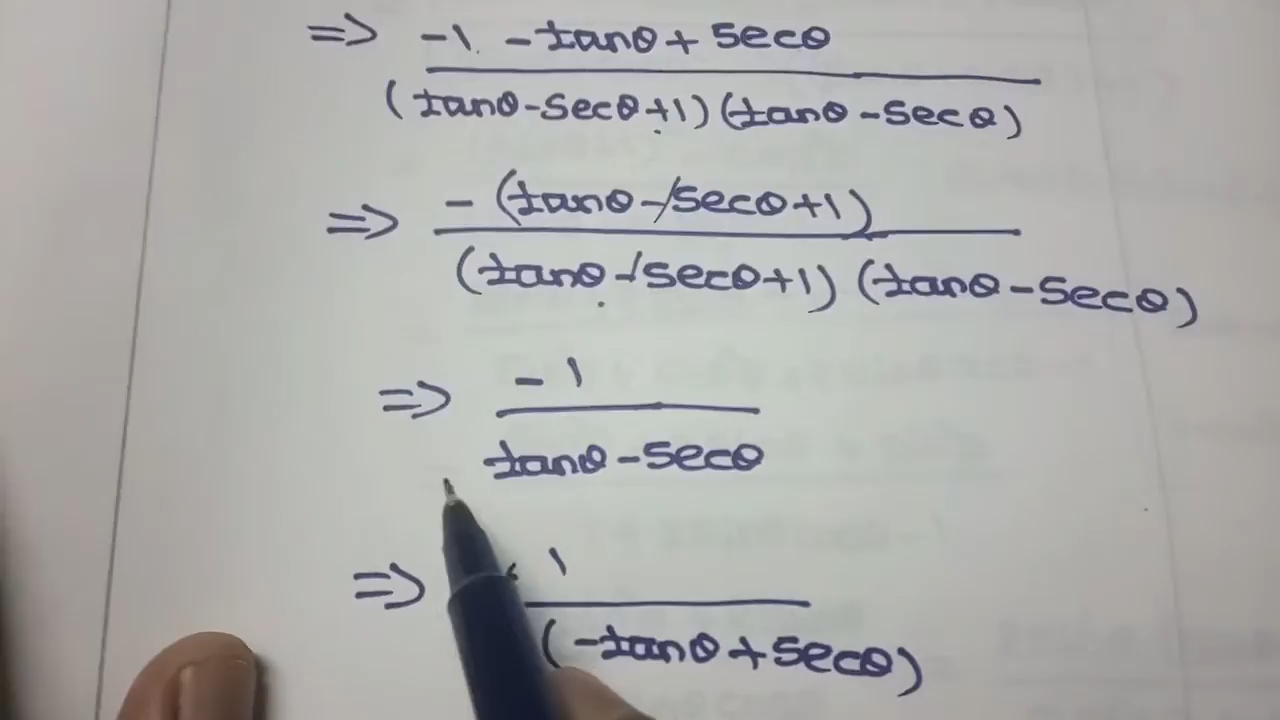 => -1 -tanθ + secθ
(tanθ-secθ+1)(tanθ-secθ)
=> -(tanθ-secθ+1)
(tanθ-secθ+1)(tanθ-secθ)
=> -1
tanθ-secθ
=> 1
(-tanθ+secθ)